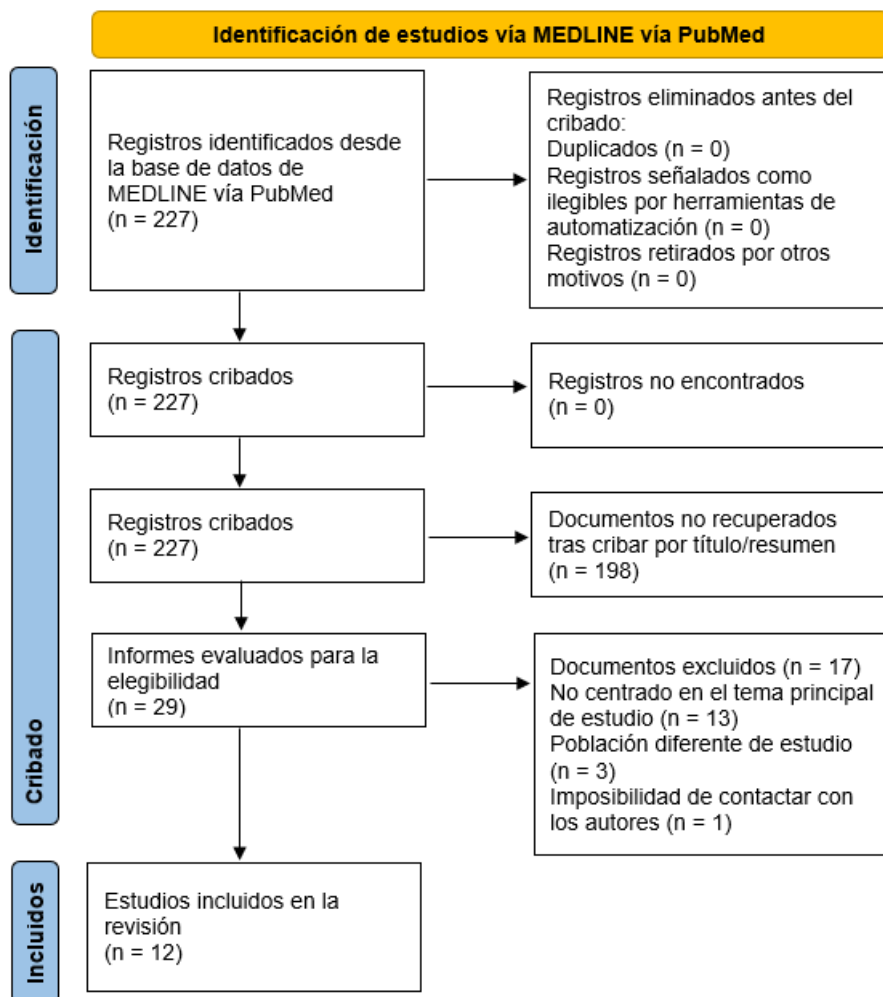 Identificación de estudios vía MEDLINE vía PubMed
Identificación
Registros identificados desde
la base de datos de
MEDLINE vía PubMed
(n = 227)
Registros eliminados antes del
cribado:
Duplicados (n = 0)
Registros señalados como
ilegibles por herramientas de
automatización (n = 0)
Registros retirados por otros
motivos (n = 0)
Cribado
Registros cribados
(n = 227)
Registros no encontrados
(n = 0)
Registros cribados
(n = 227)
Documentos no recuperados
tras cribar por título/resumen
(n = 198)
Informes evaluados para la
elegibilidad
(n = 29)
Documentos excluidos (n = 17)
No centrado en el tema principal
de estudio (n = 13)
Población diferente de estudio
(n = 3)
Imposibilidad de contactar con
los autores (n = 1)
Incluidos
Estudios incluidos en la
revisión
(n = 12)